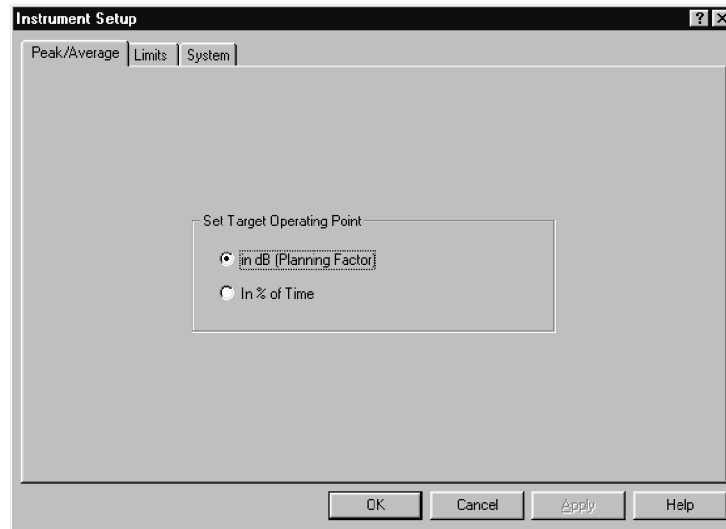 Instrument Setup
Peak/Average Limits System
Set Target Operating Point
in dB (Planning Factor)
In % of Time
OK Cancel Apply Help